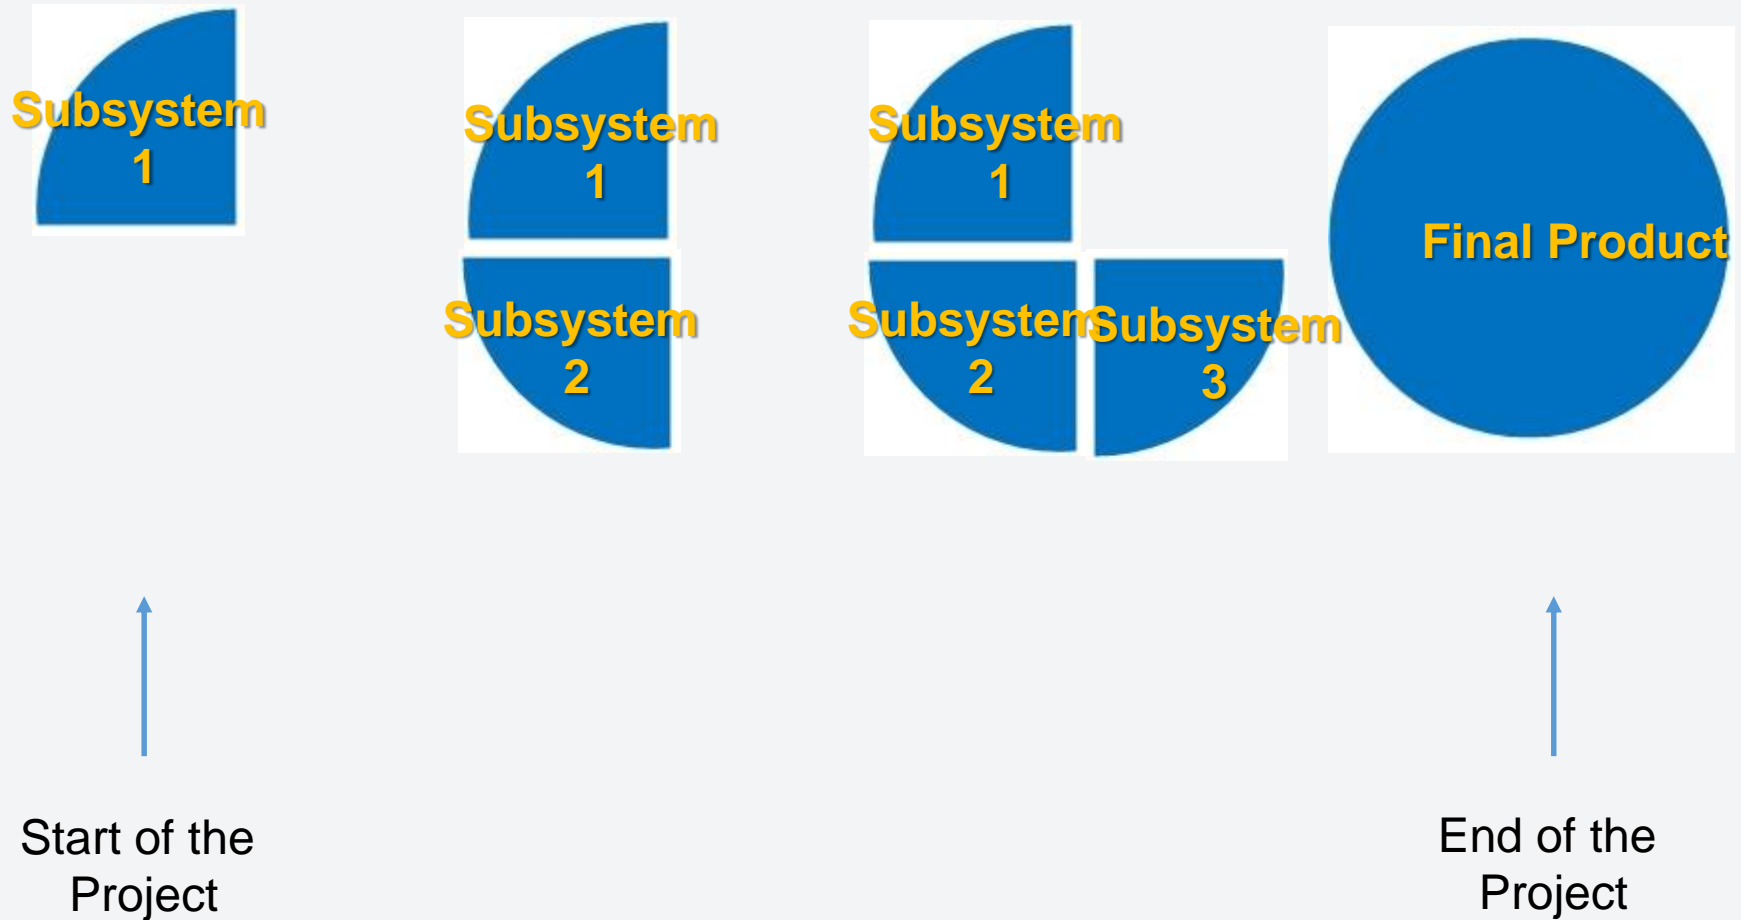 Subsystem
1
Subsystem
1
Subsystem
2
Subsystem
1
Subsystem
2
Subsystem
3
Final Product
Start of the
Project
End of the
Project